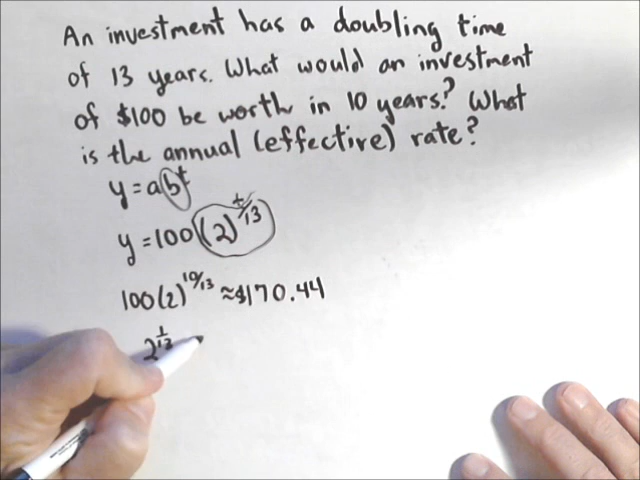 An investment has a doubling time
of 13 years. What would an investment
of $100 be worth in 10 years? What
is the annual (effective) rate?
y = ab^t
y = 100(2)^t/13
100(2)^10/13 ≈ $170.44
2^1/13